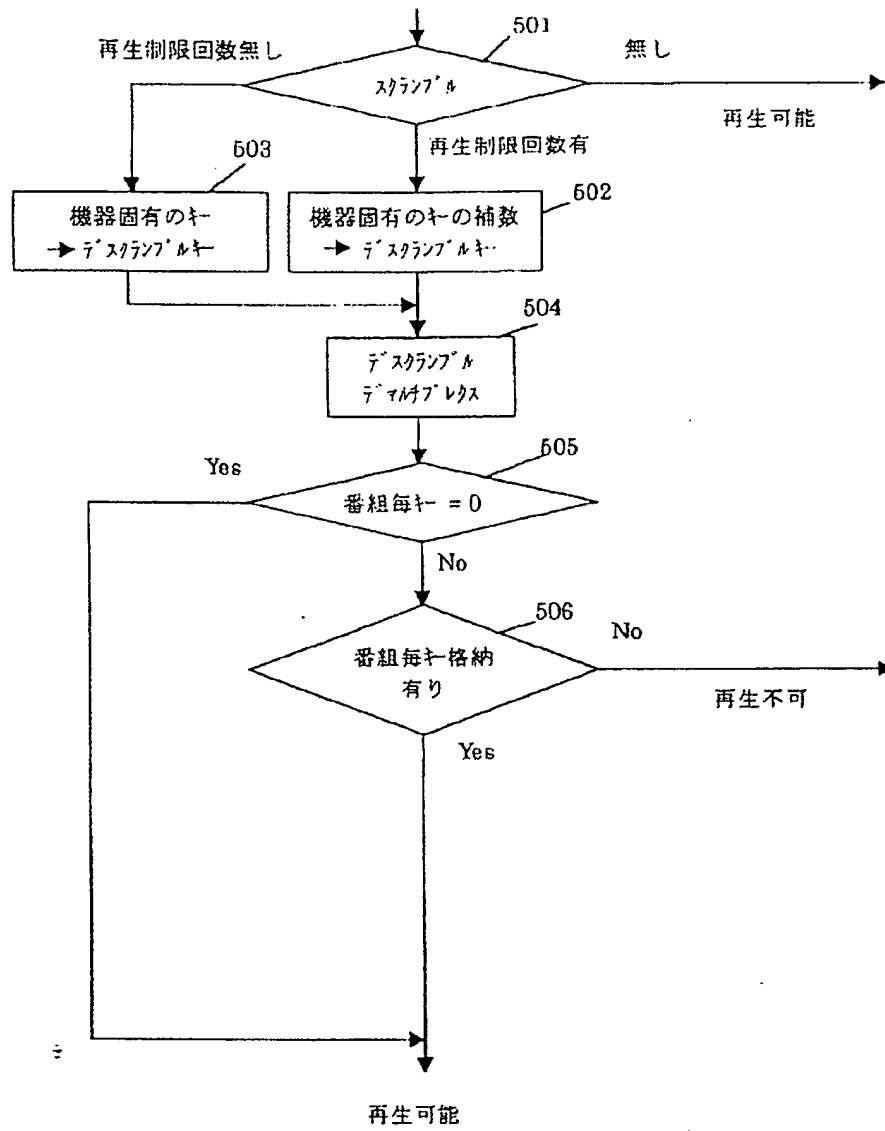 501
再生制限回数無し
無し
スクランブル
再生可能
再生制限回数有
503
502
機器固有のキー
→デスクランブルキー
機器固有のキーの補数
→デスクランブルキー
504
デスクランブル
デマルチプレクス
505
Yes
番組毎キー = 0
No
506
No
番組毎キー格納
有り
再生不可
Yes
再生可能